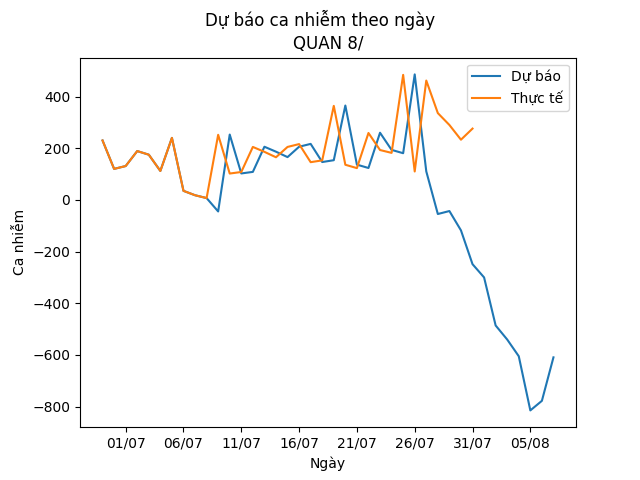 Dự báo ca nhiễm theo ngày
QUAN 8/
Dự báo
Thực tế
Ca nhiễm
400
200
0
−200
−400
−600
−800
01/07 06/07 11/07 16/07 21/07 26/07 31/07 05/08
Ngày